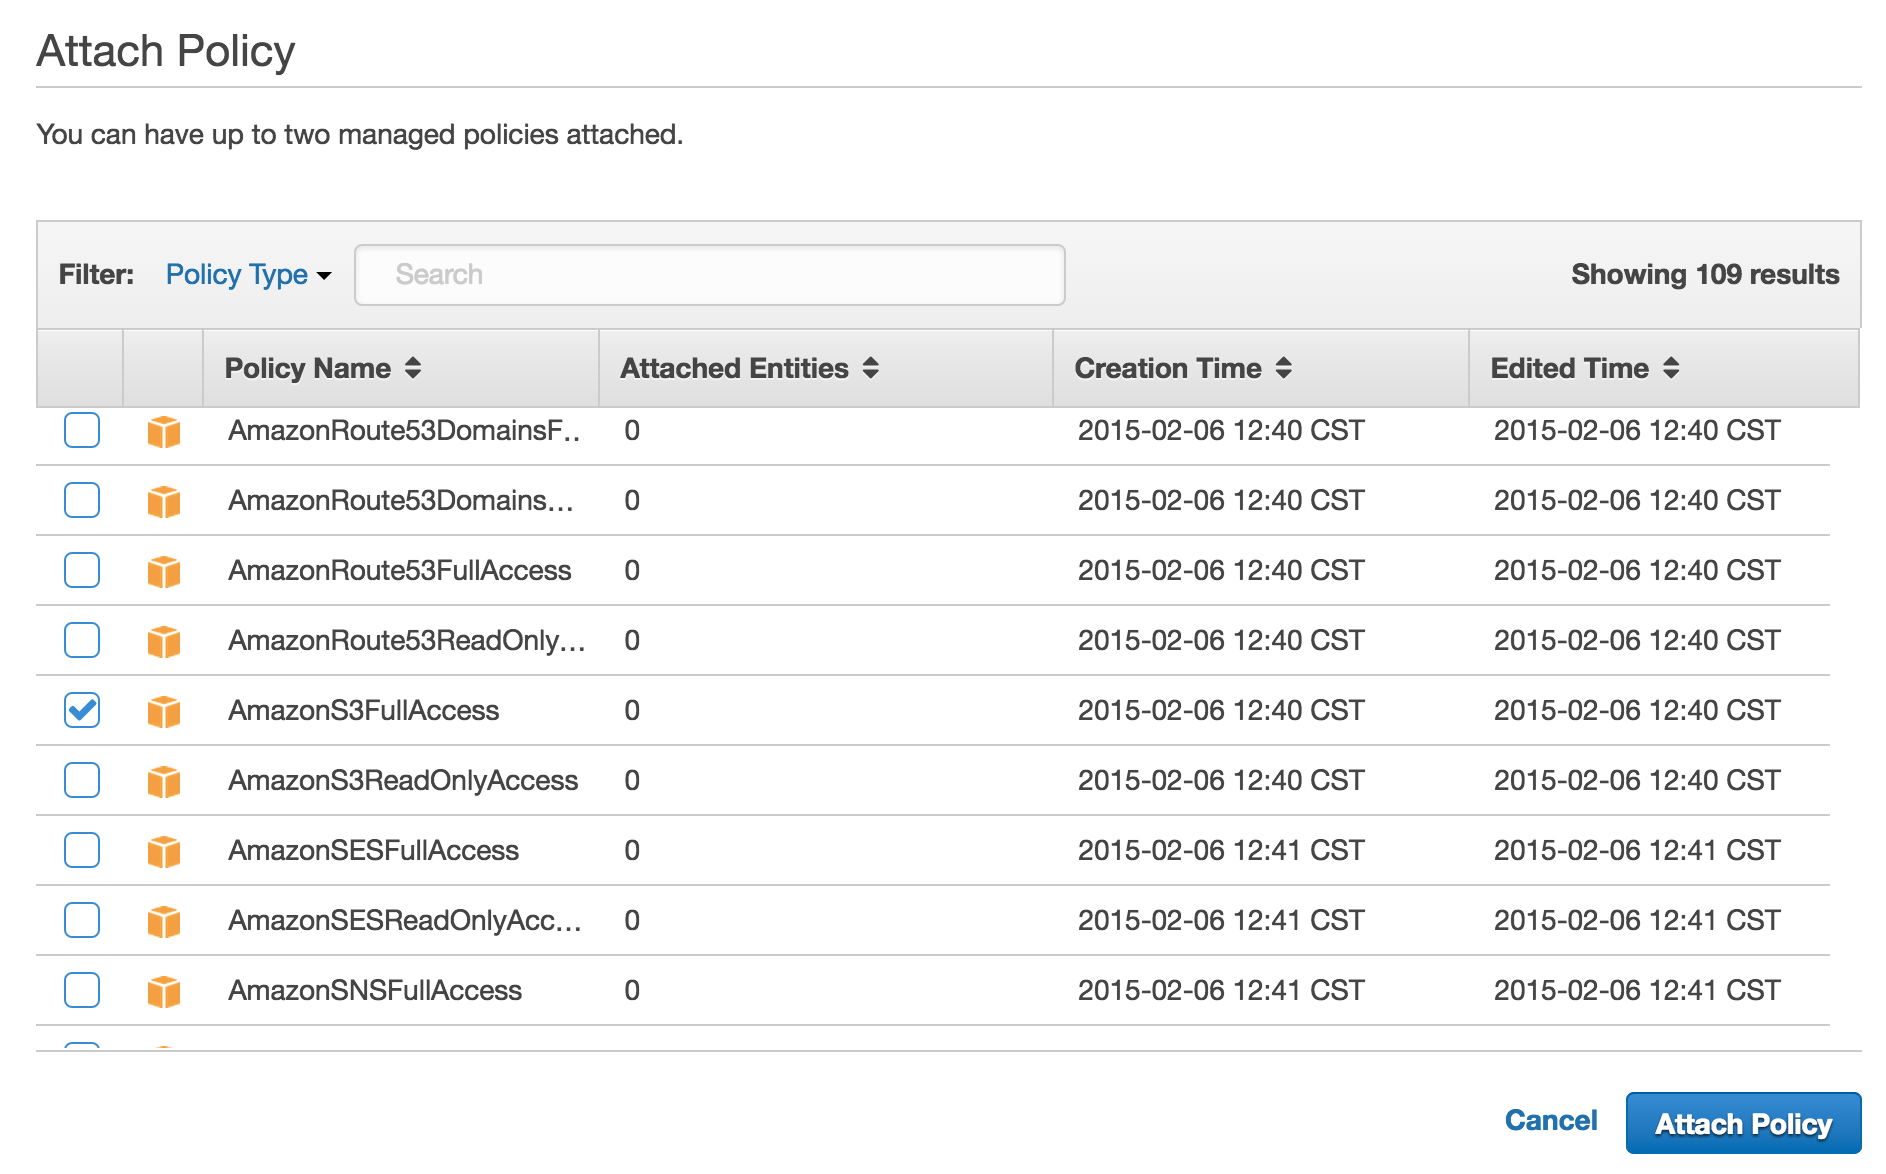 Attach Policy
You can have up to two managed policies attached.
Filter: Policy Type Search Showing 109 results
Policy Name Attached Entities Creation Time Edited Time
AmazonRoute53DomainsF.. 0 2015-02-06 12:40 CST 2015-02-06 12:40 CST
AmazonRoute53Domains... 0 2015-02-06 12:40 CST 2015-02-06 12:40 CST
AmazonRoute53FullAccess 0 2015-02-06 12:40 CST 2015-02-06 12:40 CST
AmazonRoute53ReadOnly... 0 2015-02-06 12:40 CST 2015-02-06 12:40 CST
AmazonS3FullAccess 0 2015-02-06 12:40 CST 2015-02-06 12:40 CST
AmazonS3ReadOnlyAccess 0 2015-02-06 12:40 CST 2015-02-06 12:40 CST
AmazonSESFullAccess 0 2015-02-06 12:41 CST 2015-02-06 12:41 CST
AmazonSESReadOnlyAcc... 0 2015-02-06 12:41 CST 2015-02-06 12:41 CST
AmazonSNSFullAccess 0 2015-02-06 12:41 CST 2015-02-06 12:41 CST
Cancel Attach Policy